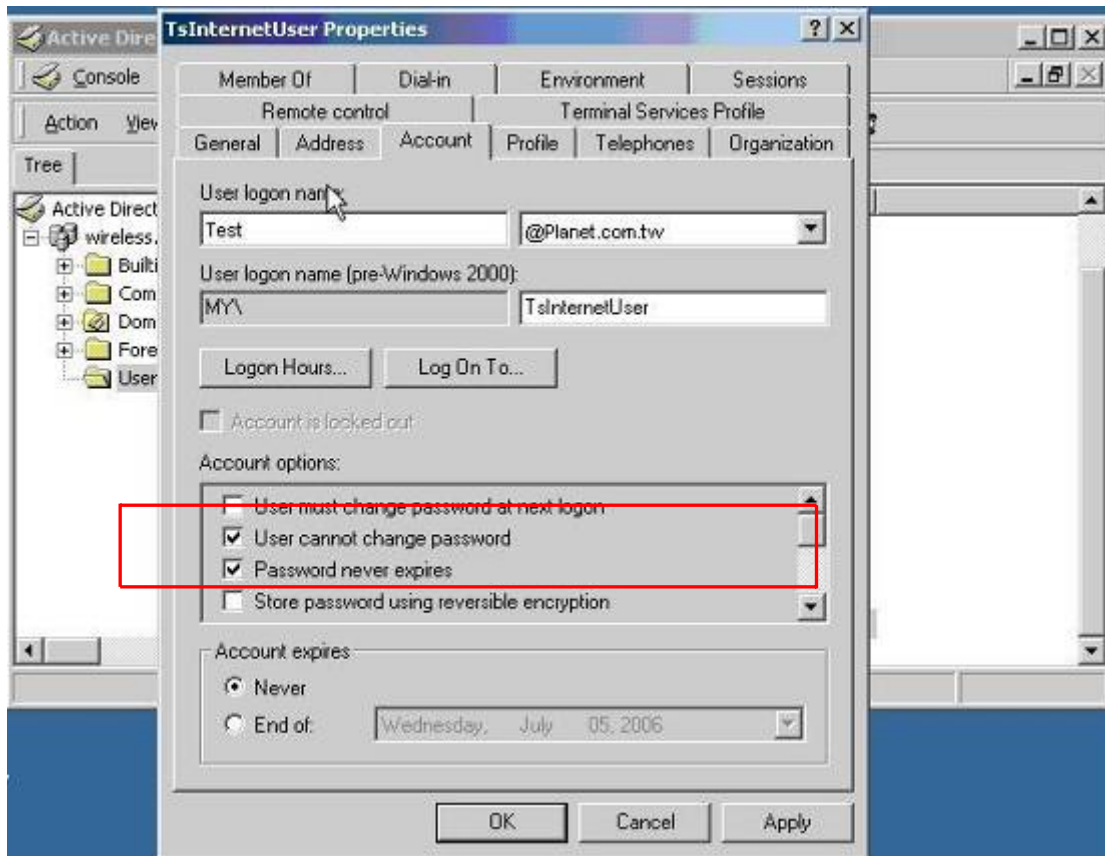 Active Dire
TsInternetUser Properties
Console
Action View
Tree
Active Direct
wireless.
Builti
Com
Dom
Fore
User
Member Of Dial-in Environment Sessions
Remote control Terminal Services Profile
General Address Account Profile Telephones Organization
User logon name:
Test @Planet.com.tw
User logon name (pre-Windows 2000):
MY\ TsInternetUser
Logon Hours... Log On To...
Account is locked out
Account options:
User must change password at next logon
User cannot change password
Password never expires
Store password using reversible encryption
Account expires
Never
End of: Wednesday, July 05, 2006
OK Cancel Apply